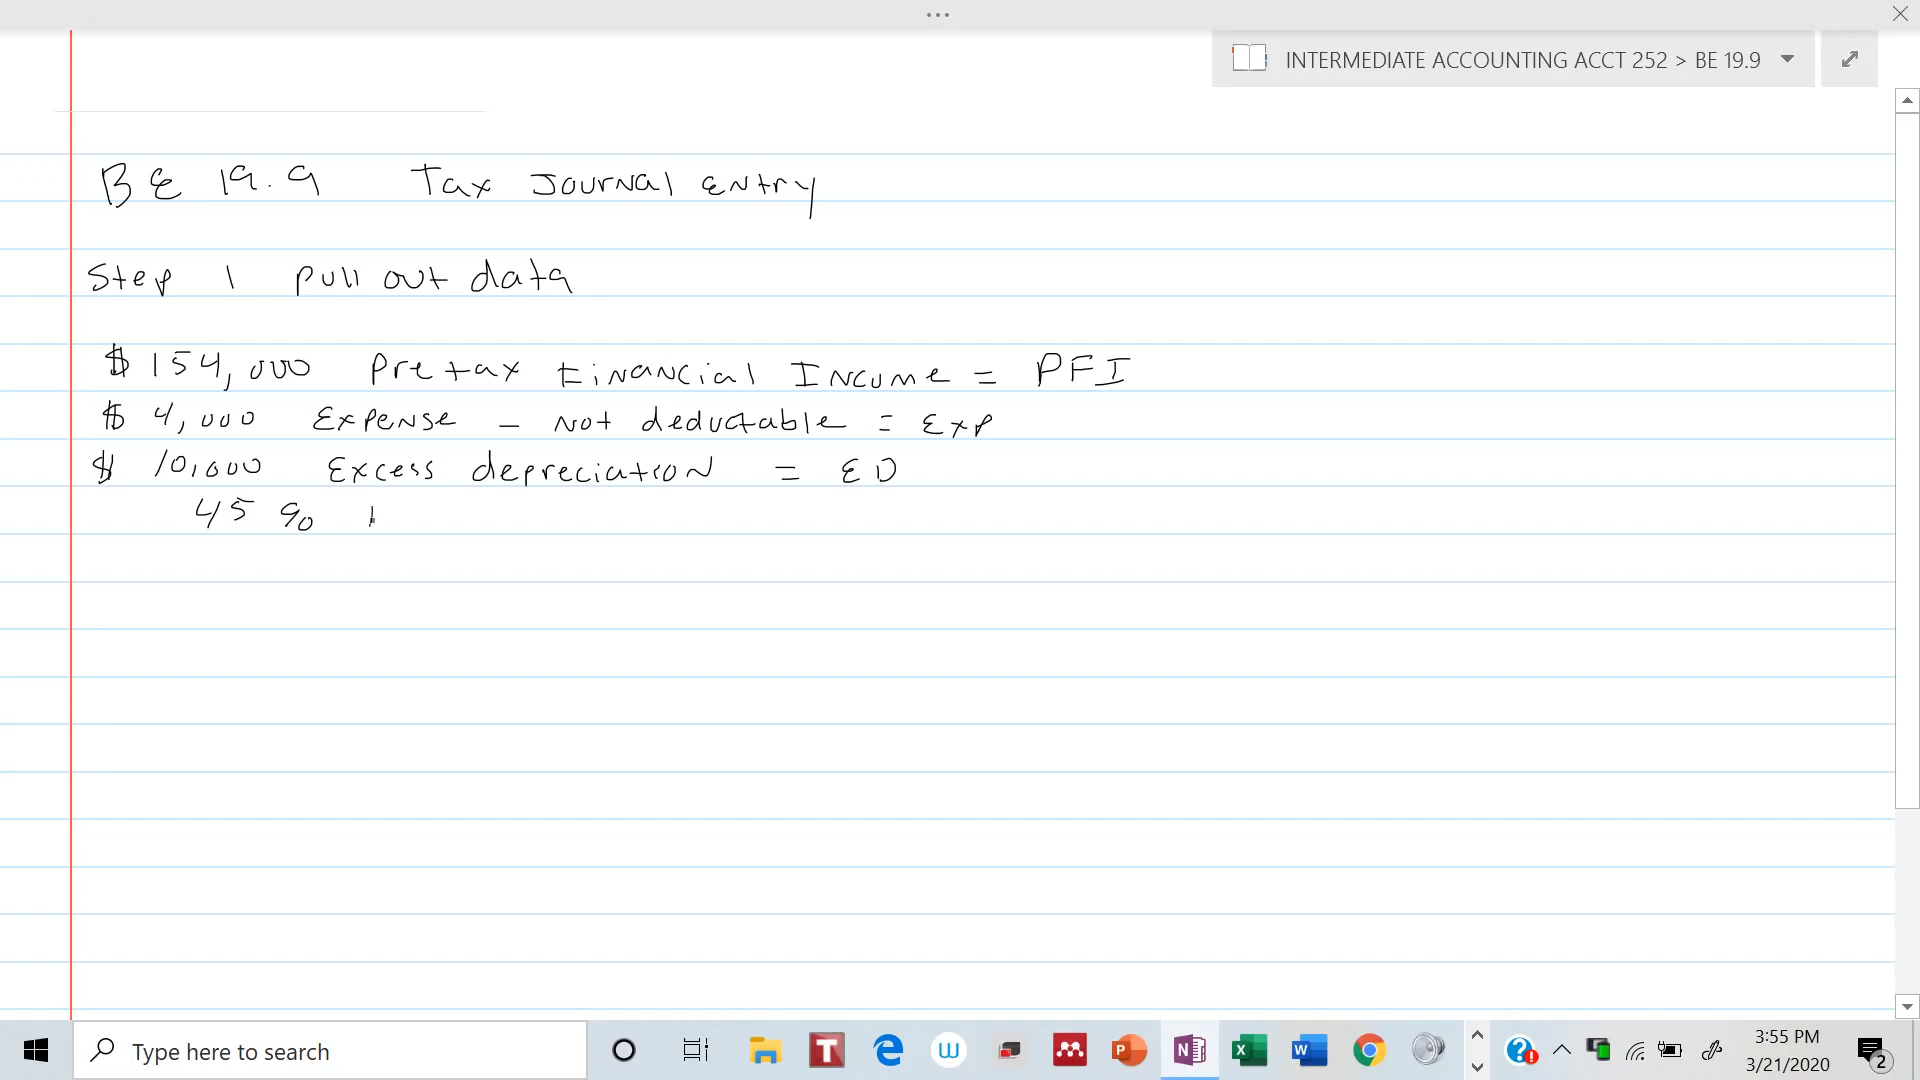 INTERMEDIATE ACCOUNTING ACCT 252 > BE 19.9
BE 19.9 Tax Journal Entry
Step 1 pull out data
$ 154,000 Pretax Financial Income = PFI
$ 4,000 Expense - not deductable = Exp
$ 10,000 Excess depreciation = ED
45 %
Type here to search
3:55 PM
3/21/2020
2